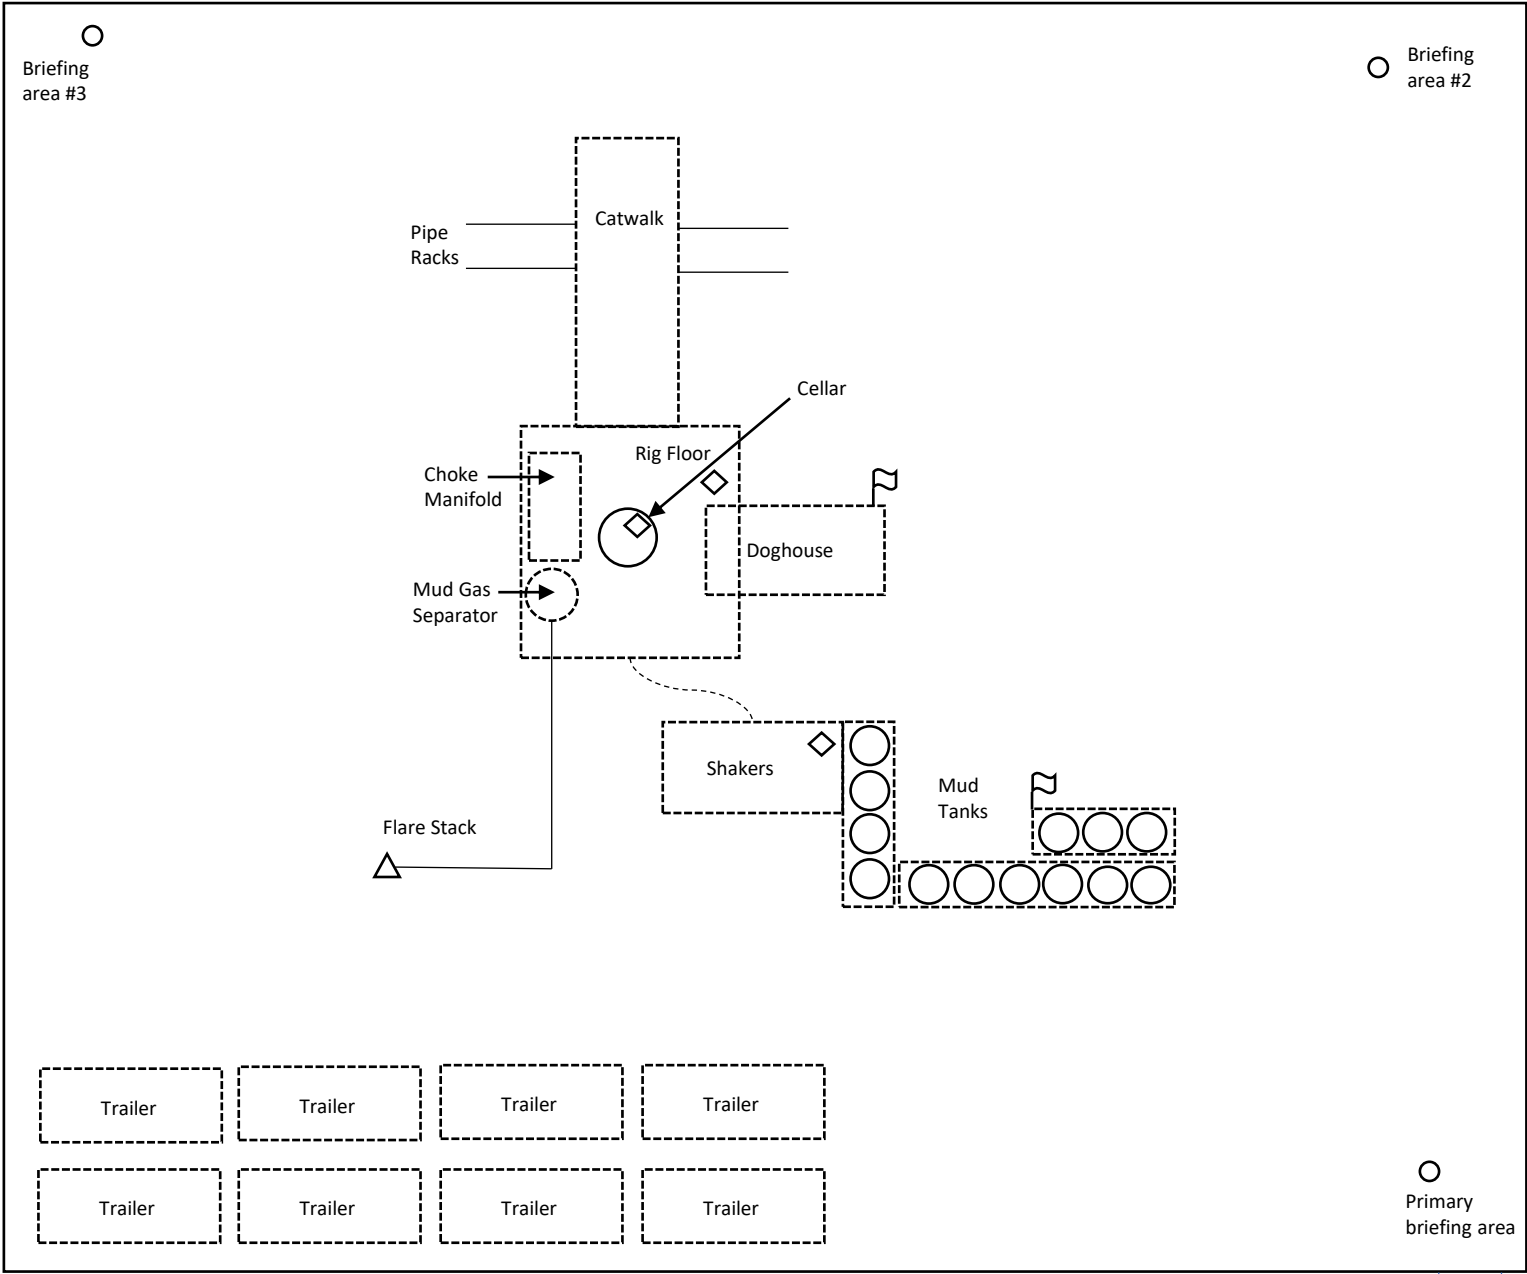 Briefing
area #3
Briefing
area #2
Catwalk
Pipe
Racks
Cellar
Rig Floor
Choke
Manifold
Doghouse
Mud Gas
Separator
Shakers
Mud
Tanks
Flare Stack
Trailer
Trailer
Trailer
Trailer
Trailer
Trailer
Trailer
Trailer
Primary
briefing area